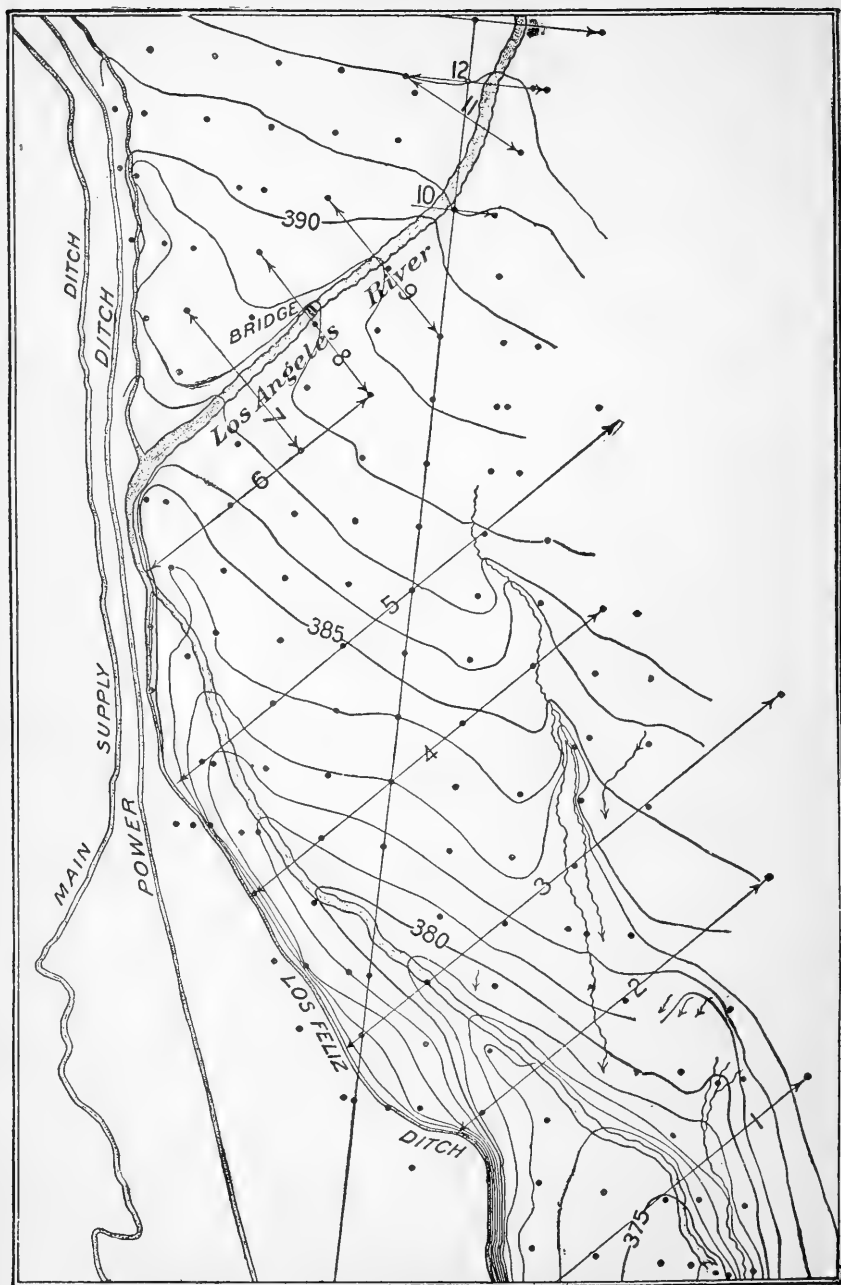 12
11
10
390
DITCH
DITCH
BRIDGE
Los Angeles River
9
8
7
6
5
385
SUPPLY
4
POWER
MAIN
3
380
2
LOS FELIZ
DITCH
1
375